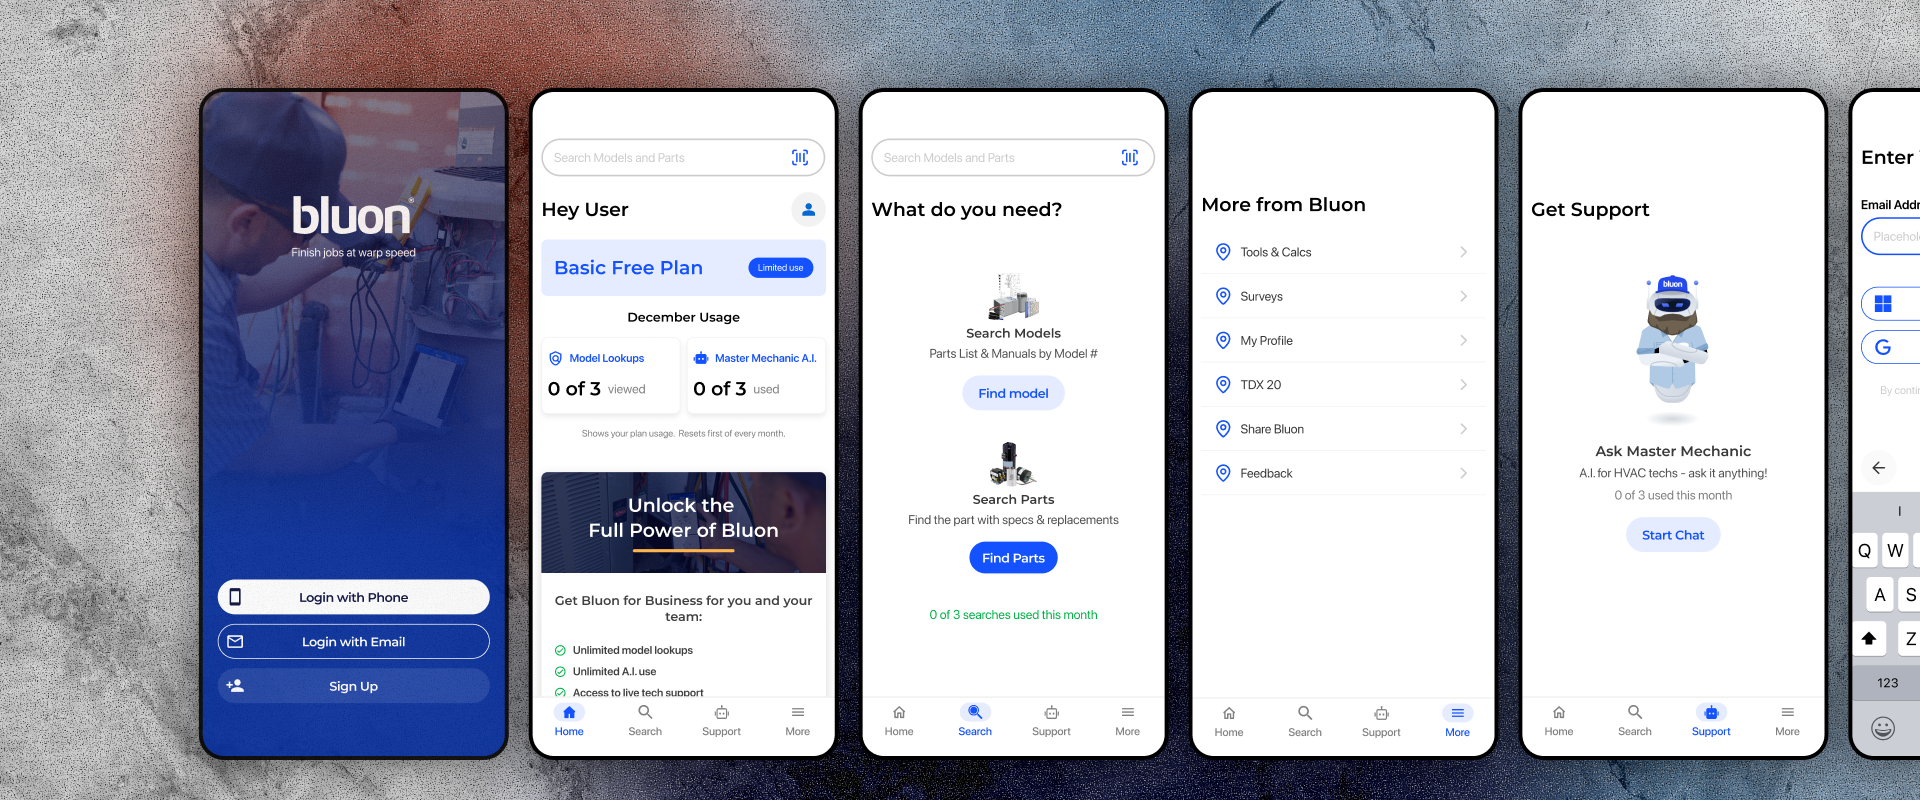 bluon®
Finish jobs at warp speed
Login with Phone
Login with Email
Sign Up
Search Models and Parts
Hey User
Basic Free Plan
Limited use
December Usage
Model Lookups
0 of 3 viewed
Master Mechanic A.I.
0 of 3 used
Shows your plan usage. Resets first of every month.
Unlock the
Full Power of Bluon
Get Bluon for Business for you and your
team:
Unlimited model lookups
Unlimited A.I. use
Access to live tech support
Home
Search
Support
More
Search Models and Parts
What do you need?
Search Models
Parts List & Manuals by Model #
Find model
Search Parts
Find the part with specs & replacements
Find Parts
0 of 3 searches used this month
Home
Search
Support
More
More from Bluon
Tools & Calcs
Surveys
My Profile
TDX 20
Share Bluon
Feedback
Home
Search
Support
More
Get Support
bluon
Ask Master Mechanic
A.I. for HVAC techs - ask it anything!
0 of 3 used this month
Start Chat
Home
Search
Support
More
Enter
Email Addr
Placehol
G
By contin
I
Q W
A S
Z
123